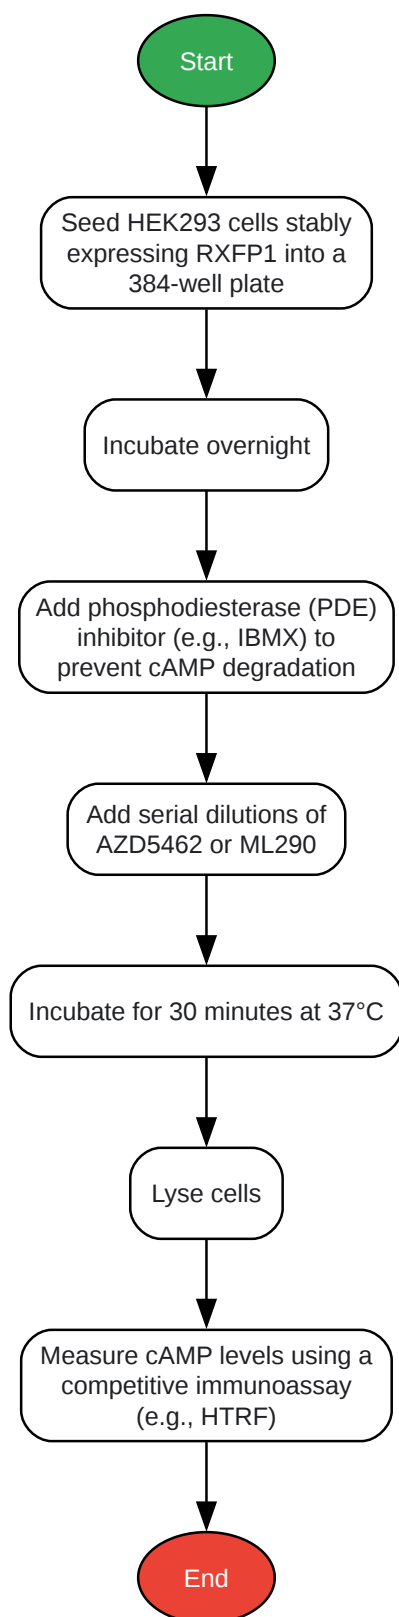 Start
Seed HEK293 cells stably
expressing RXFP1 into a
384-well plate
Incubate overnight
Add phosphodiesterase (PDE)
inhibitor (e.g., IBMX) to
prevent cAMP degradation
Add serial dilutions of
AZD5462 or ML290
Incubate for 30 minutes at 37°C
Lyse cells
Measure cAMP levels using a
competitive immunoassay
(e.g., HTRF)
End